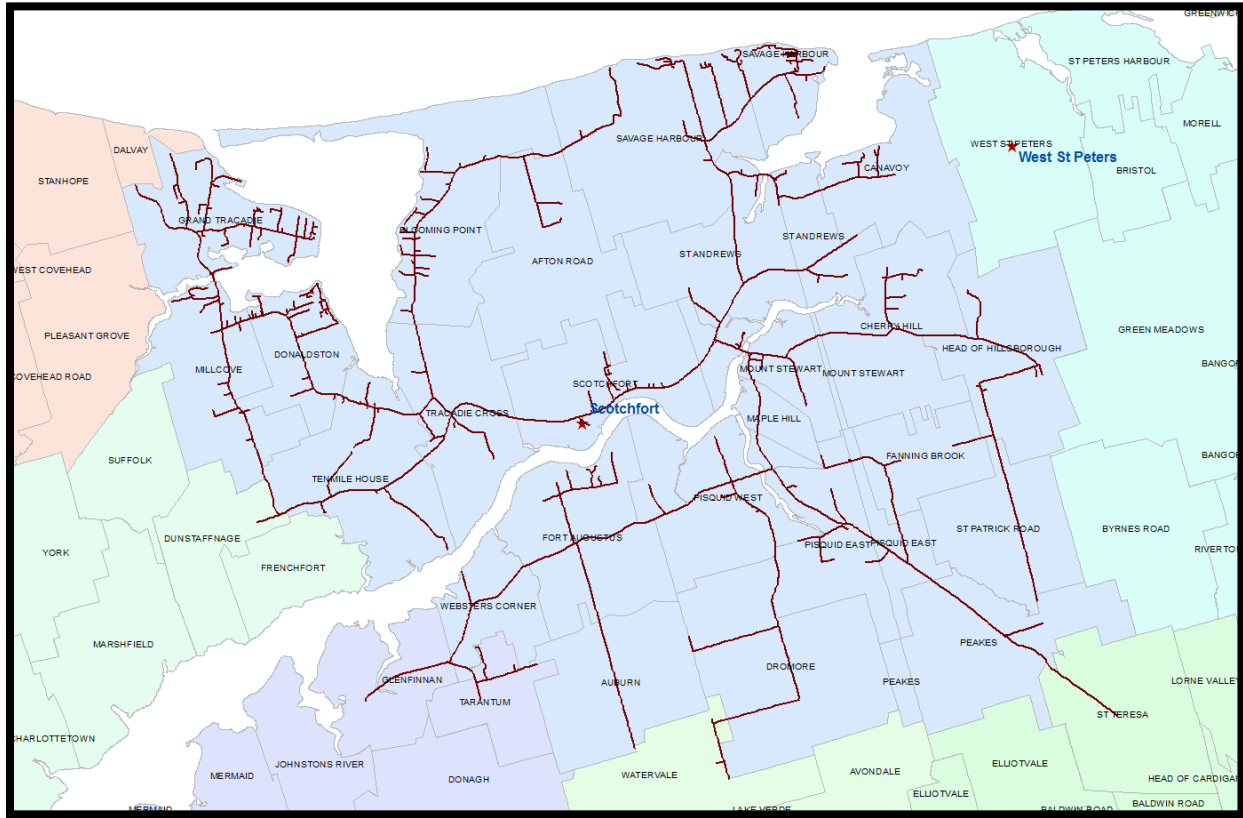 GREENWICH
SAVAGE HARBOUR
ST PETERS HARBOUR
MORELL
DALVAY
SAVAGE HARBOUR
WEST ST PETERS
West St Peters
STANHOPE
CANAVOY
BRISTOL
GRAND TRACADIE
BLOOMING POINT
ST ANDREWS
ST ANDREWS
AFTON ROAD
WEST COVEHEAD
PLEASANT GROVE
CHERRY HILL
GREEN MEADOWS
DONALDSTON
HEAD OF HILLSBOROUGH
MILLCOVE
MOUNT STEWART
MOUNT STEWART
BANGOR
COVEHEAD ROAD
SCOTCHFORT
Scotchfort
TRACADIE CROSS
MAPLE HILL
SUFFOLK
FANNING BROOK
BANGOR
TENMILE HOUSE
PISQUID WEST
ST PATRICK ROAD
BYRNES ROAD
DUNSTAFFNAGE
FORT AUGUSTUS
PISQUID EAST
PISQUID EAST
RIVERTON
YORK
FRENCHFORT
WEBSTERS CORNER
MARSHFIELD
PEAKES
DROMORE
GLENFINNAN
AUBURN
PEAKES
LORNE VALLEY
TARANTUM
ST TERESA
CHARLOTTETOWN
JOHNSTONS RIVER
ELLIOTVALE
MERMAID
DONAGH
WATERVALE
AVONDALE
HEAD OF CARDIGAN
ELLIOTVALE
BALDWIN ROAD
MERMAID
LAKE VERDE
BALDWIN ROAD